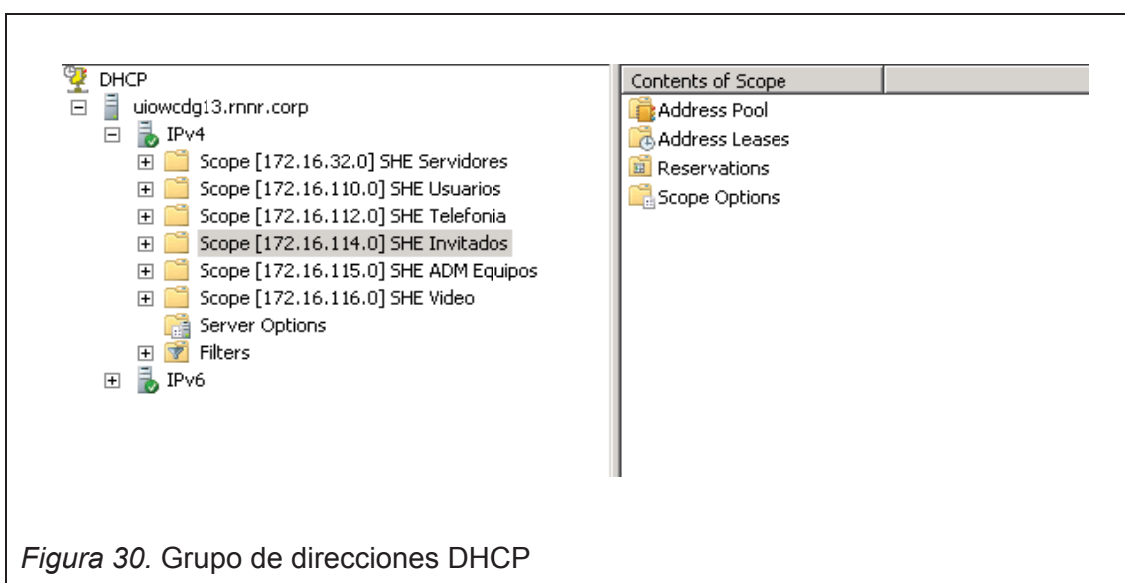 DHCP
uiowcdg13.rnnr.corp
IPv4
Scope [172.16.32.0] SHE Servidores
Scope [172.16.110.0] SHE Usuarios
Scope [172.16.112.0] SHE Telefonia
Scope [172.16.114.0] SHE Invitados
Scope [172.16.115.0] SHE ADM Equipos
Scope [172.16.116.0] SHE Video
Server Options
Filters
IPv6
Contents of Scope
Address Pool
Address Leases
Reservations
Scope Options
Figura 30. Grupo de direcciones DHCP